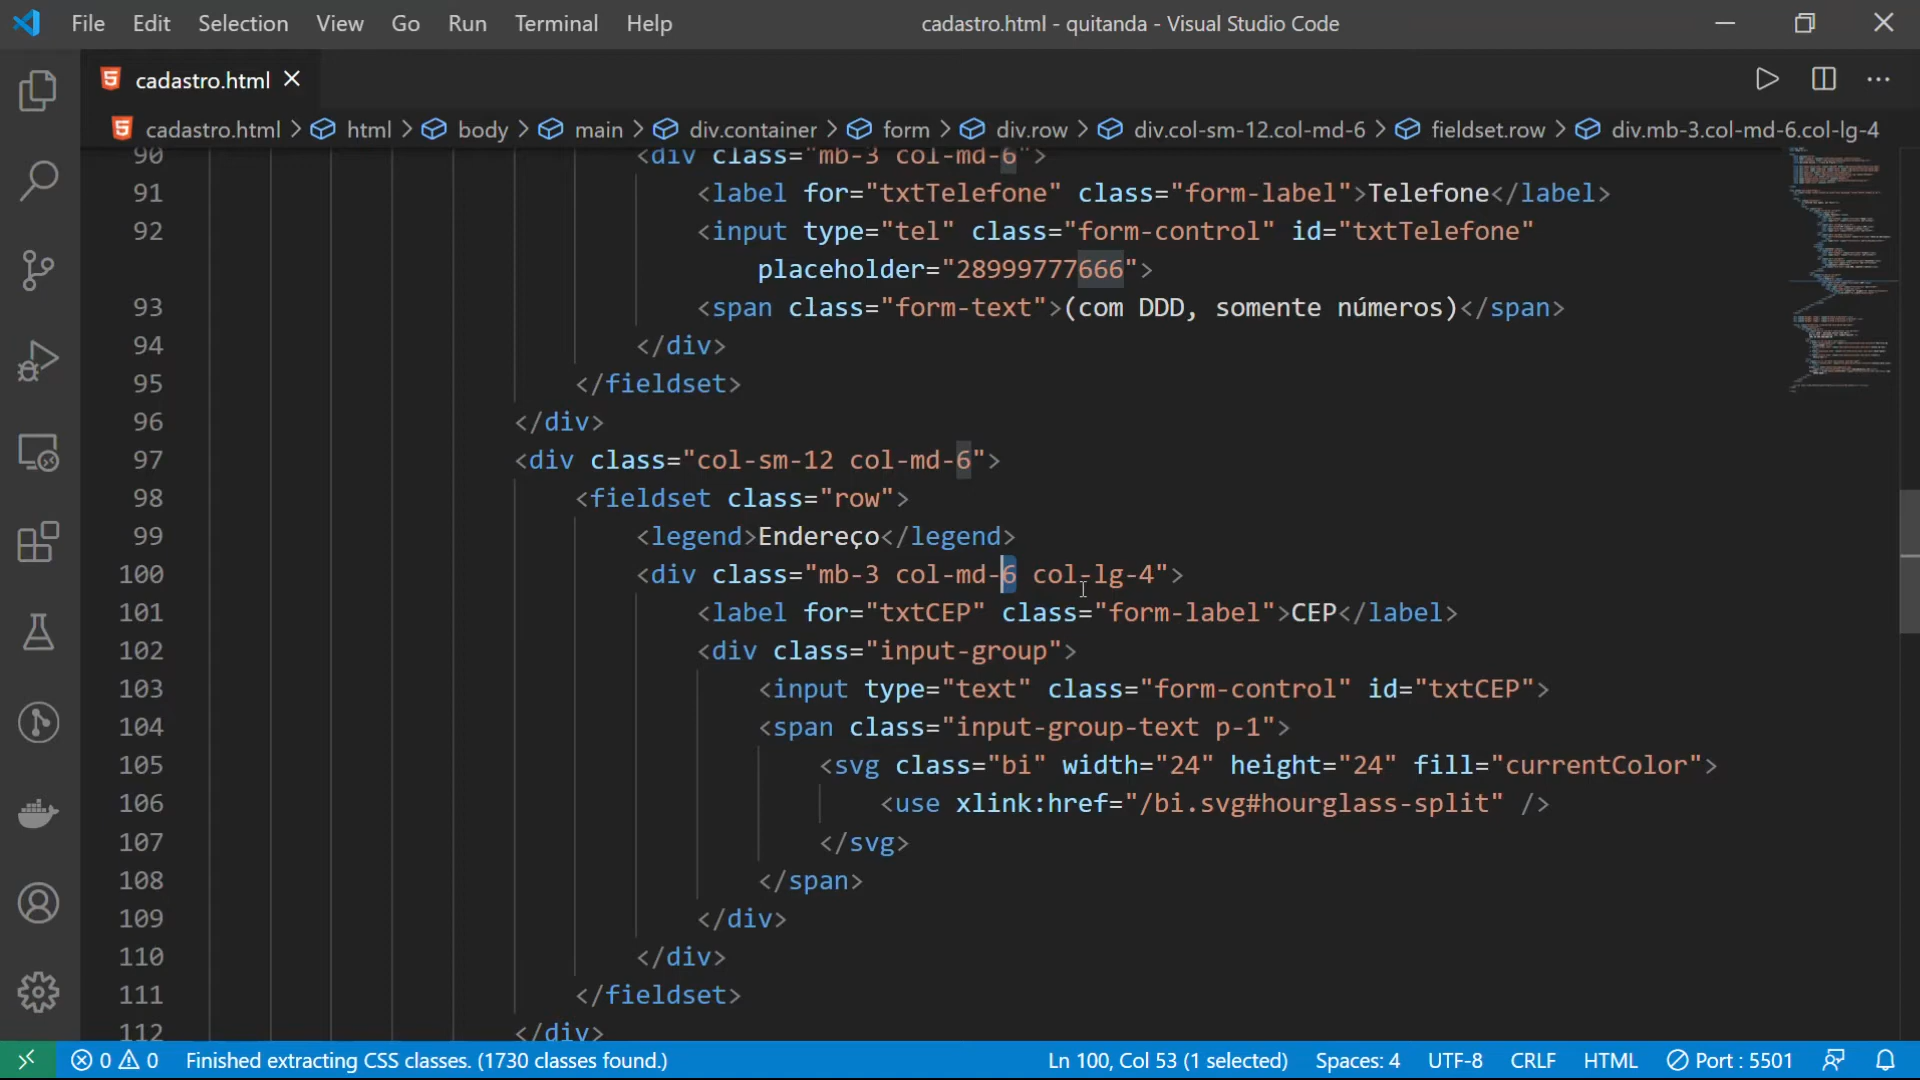 File Edit Selection View Go Run Terminal Help cadastro.html - quitanda - Visual Studio Code
cadastro.html
cadastro.html > html > body > main > div.container > form > div.row > div.col-sm-12.col-md-6 > fieldset.row > div.mb-3.col-md-6.col-lg-4
90 <div class="mb-3 col-md-6">
91 <label for="txtTelefone" class="form-label">Telefone</label>
92 <input type="tel" class="form-control" id="txtTelefone"
placeholder="28999777666">
93 <span class="form-text">(com DDD, somente números)</span>
94 </div>
95 </fieldset>
96 </div>
97 <div class="col-sm-12 col-md-6">
98 <fieldset class="row">
99 <legend>Endereço</legend>
100 <div class="mb-3 col-md-6 col-lg-4">
101 <label for="txtCEP" class="form-label">CEP</label>
102 <div class="input-group">
103 <input type="text" class="form-control" id="txtCEP">
104 <span class="input-group-text p-1">
105 <svg class="bi" width="24" height="24" fill="currentColor">
106 <use xlink:href="/bi.svg#hourglass-split" />
107 </svg>
108 </span>
109 </div>
110 </div>
111 </fieldset>
112 </div>
0 0 Finished extracting CSS classes. (1730 classes found.) Ln 100, Col 53 (1 selected) Spaces: 4 UTF-8 CRLF HTML Port : 5501